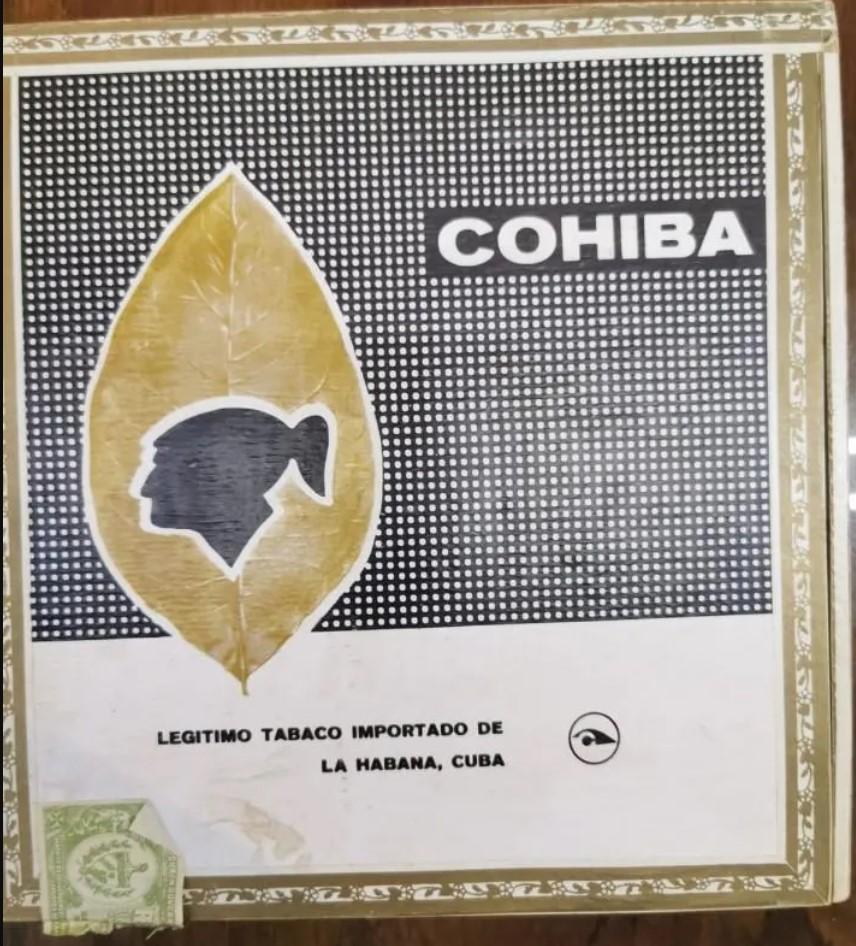 COHIBA
LEGITIMO TABACO IMPORTADO DE
LA HABANA, CUBA